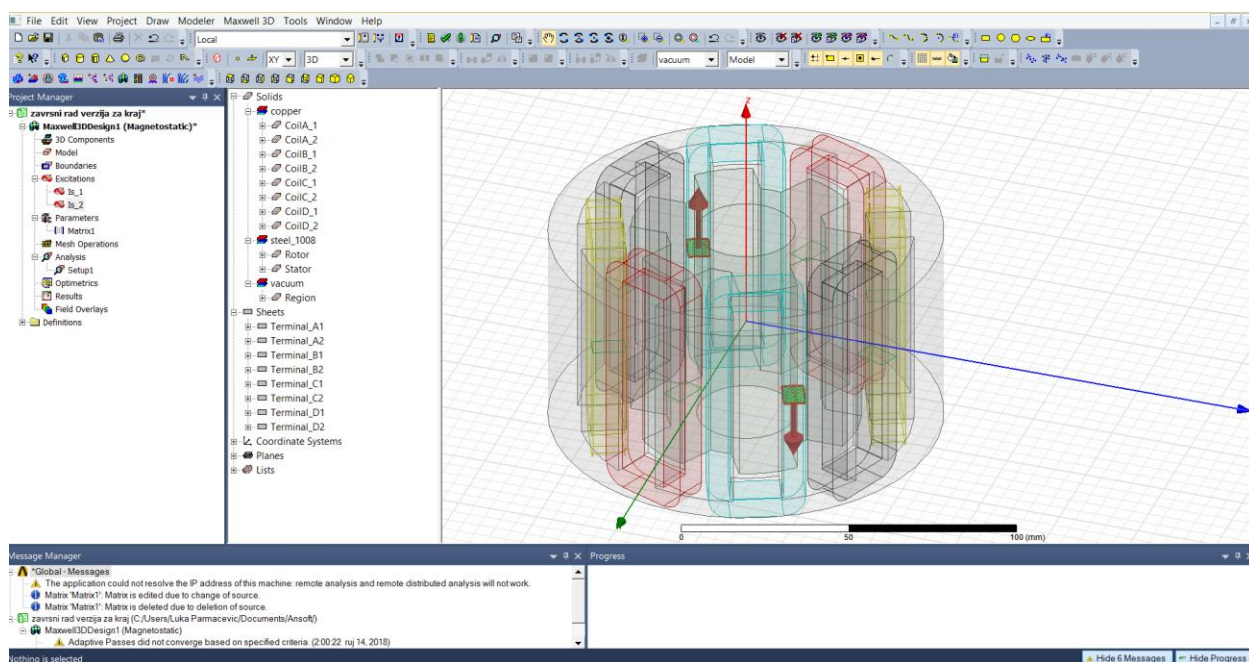 File Edit View Project Draw Modeler Maxwell 3D Tools Window Help
Local
XY 3D vacuum Model
Project Manager
zavrsni rad verzija za kraj*
Maxwell3DDesign1 (Magnetostatic)*
3D Components
Model
Boundaries
Excitations
Is_1
Is_2
Parameters
Matrix1
Mesh Operations
Analysis
Setup1
Optimetrics
Results
Field Overlays
Definitions
Solids
copper
CoilA_1
CoilA_2
CoilB_1
CoilB_2
CoilC_1
CoilC_2
CoilD_1
CoilD_2
steel_1008
Rotor
Stator
vacuum
Region
Sheets
Terminal_A1
Terminal_A2
Terminal_B1
Terminal_B2
Terminal_C1
Terminal_C2
Terminal_D1
Terminal_D2
Coordinate Systems
Planes
Lists
Z
0 50 100 (mm)
Message Manager
*Global - Messages
The application could not resolve the IP address of this machine: remote analysis and remote distributed analysis will not work.
Matrix 'Matrix1': Matrix is edited due to change of source.
Matrix 'Matrix1': Matrix is deleted due to deletion of source.
zavrsni rad verzija za kraj (C:/Users/Luka Parmacevic/Documents/Ansoft/)
Maxwell3DDesign1 (Magnetostatic)
Adaptive Passes did not converge based on specified criteria. (2:00:22 ruj 14, 2018)
Progress
Nothing is selected
Hide 6 Messages Hide Progress